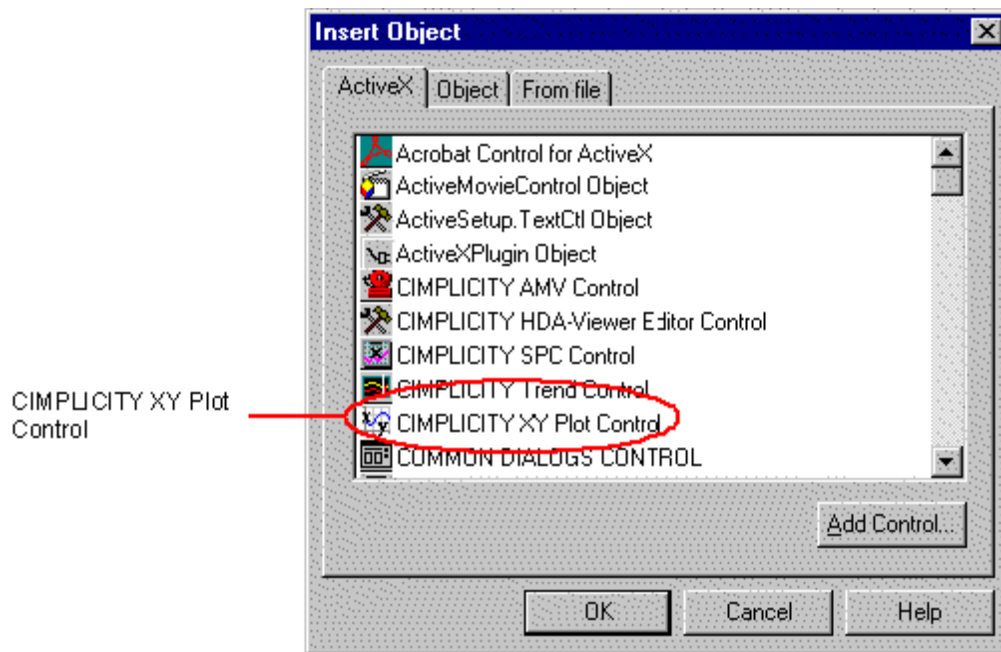 Insert Object
ActiveX
Object
From file
Acrobat Control for ActiveX
ActiveMovieControl Object
ActiveSetup.TextCtl Object
ActiveXPlugin Object
CIMPLICITY AMV Control
CIMPLICITY HDA-Viewer Editor Control
CIMPLICITY SPC Control
CIMPLICITY Trend Control
CIMPLICITY XY Plot Control
COMMON DIALOGS CONTROL
CIMPLICITY XY Plot
Control
Add Control...
OK
Cancel
Help